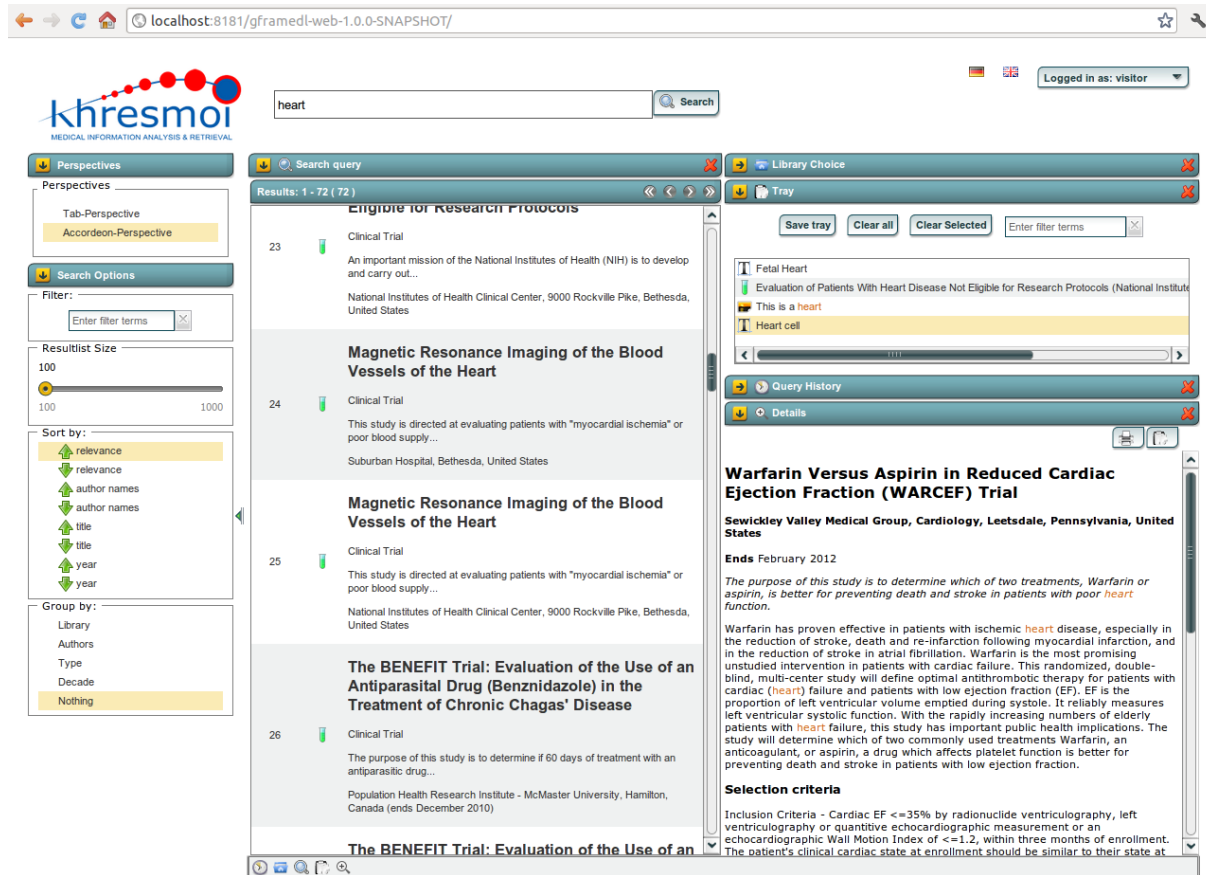 localhost:8181/gframedl-web-1.0.0-SNAPSHOT/
khresmoi
MEDICAL INFORMATION ANALYSIS & RETRIEVAL
heart
Search
Logged in as: visitor
Perspectives
Perspectives
Tab-Perspective
Accordeon-Perspective
Search Options
Filter:
Enter filter terms
Resultlist Size
100
100 1000
Sort by:
relevance
relevance
author names
author names
title
title
year
year
Group by:
Library
Authors
Type
Decade
Nothing
Search query
Results: 1 - 72 ( 72 )
Eligible for Research Protocols
23
Clinical Trial
An important mission of the National Institutes of Health (NIH) is to develop
and carry out...
National Institutes of Health Clinical Center, 9000 Rockville Pike, Bethesda,
United States
Magnetic Resonance Imaging of the Blood
Vessels of the Heart
24
Clinical Trial
This study is directed at evaluating patients with "myocardial ischemia" or
poor blood supply...
Suburban Hospital, Bethesda, United States
Magnetic Resonance Imaging of the Blood
Vessels of the Heart
25
Clinical Trial
This study is directed at evaluating patients with "myocardial ischemia" or
poor blood supply...
National Institutes of Health Clinical Center, 9000 Rockville Pike, Bethesda,
United States
The BENEFIT Trial: Evaluation of the Use of an
Antiparasital Drug (Benznidazole) in the
Treatment of Chronic Chagas' Disease
26
Clinical Trial
The purpose of this study is to determine if 60 days of treatment with an
antiparasitic drug...
Population Health Research Institute - McMaster University, Hamilton,
Canada (ends December 2010)
The BENEFIT Trial: Evaluation of the Use of an
Library Choice
Tray
Save tray Clear all Clear Selected Enter filter terms
T Fetal Heart
Evaluation of Patients With Heart Disease Not Eligible for Research Protocols (National Institute
This is a heart
T Heart cell
Query History
Details
Warfarin Versus Aspirin in Reduced Cardiac
Ejection Fraction (WARCEF) Trial
Sewickley Valley Medical Group, Cardiology, Leetsdale, Pennsylvania, United
States
Ends February 2012
The purpose of this study is to determine which of two treatments, Warfarin or
aspirin, is better for preventing death and stroke in patients with poor heart
function.
Warfarin has proven effective in patients with ischemic heart disease, especially in
the reduction of stroke, death and re-infarction following myocardial infarction, and
in the reduction of stroke in atrial fibrillation. Warfarin is the most promising
unstudied intervention in patients with cardiac failure. This randomized, double-
blind, multi-center study will define optimal antithrombotic therapy for patients with
cardiac (heart) failure and patients with low ejection fraction (EF). EF is the
proportion of left ventricular volume emptied during systole. It reliably measures
left ventricular systolic function. With the rapidly increasing numbers of elderly
patients with heart failure, this study has important public health implications. The
study will determine which of two commonly used treatments Warfarin, an
anticoagulant, or aspirin, a drug which affects platelet function is better for
preventing death and stroke in patients with low ejection fraction.
Selection criteria
Inclusion Criteria - Cardiac EF <=35% by radionuclide ventriculography, left
ventriculography or quantitive echocardiographic measurement or an
echocardiographic Wall Motion Index of <=1.2, within three months of enrollment.
The patient's clinical cardiac state at enrollment should be similar to their state at